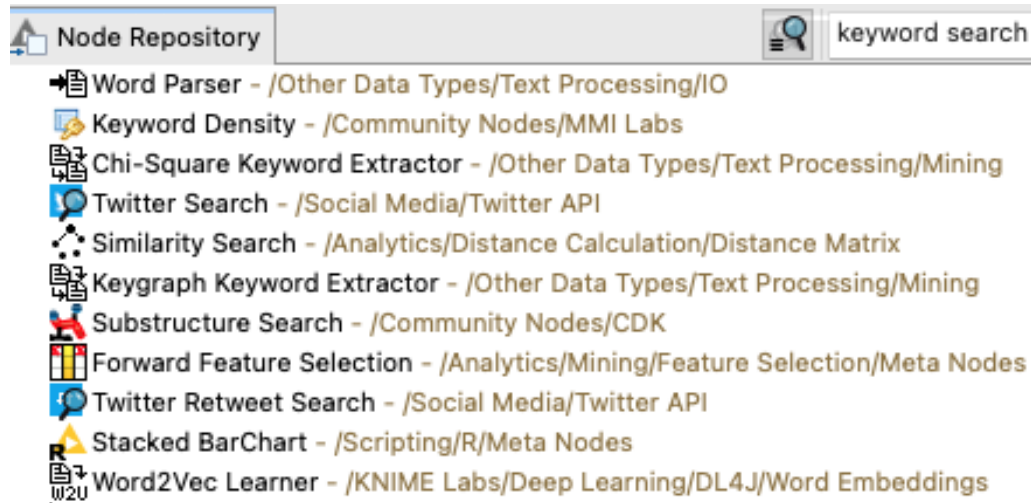 Node Repository
keyword search
Word Parser - /Other Data Types/Text Processing/IO
Keyword Density - /Community Nodes/MMI Labs
Chi-Square Keyword Extractor - /Other Data Types/Text Processing/Mining
Twitter Search - /Social Media/Twitter API
Similarity Search - /Analytics/Distance Calculation/Distance Matrix
Keygraph Keyword Extractor - /Other Data Types/Text Processing/Mining
Substructure Search - /Community Nodes/CDK
Forward Feature Selection - /Analytics/Mining/Feature Selection/Meta Nodes
Twitter Retweet Search - /Social Media/Twitter API
R Stacked BarChart - /Scripting/R/Meta Nodes
W2U Word2Vec Learner - /KNIME Labs/Deep Learning/DL4J/Word Embeddings